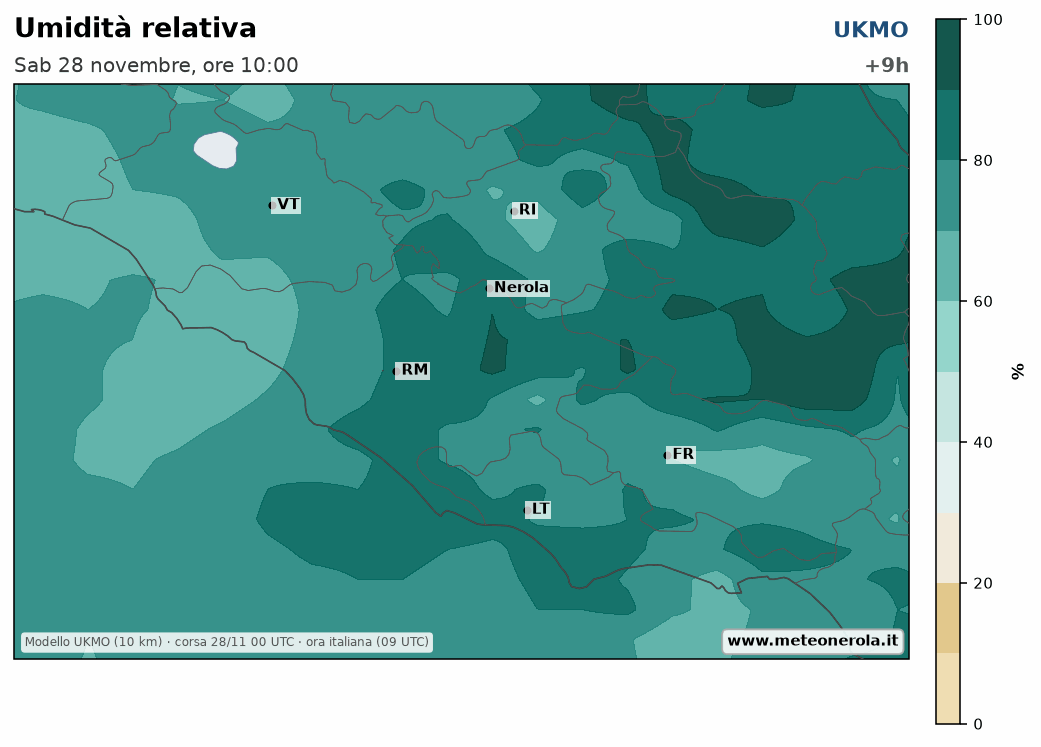 Umidità relativa
UKMO
Sab 28 novembre, ore 10:00
+9h
100
80
60
40
20
0
%
VT
RI
Nerola
RM
FR
LT
Modello UKMO (10 km) · corsa 28/11 00 UTC · ora italiana (09 UTC)
www.meteonerola.it